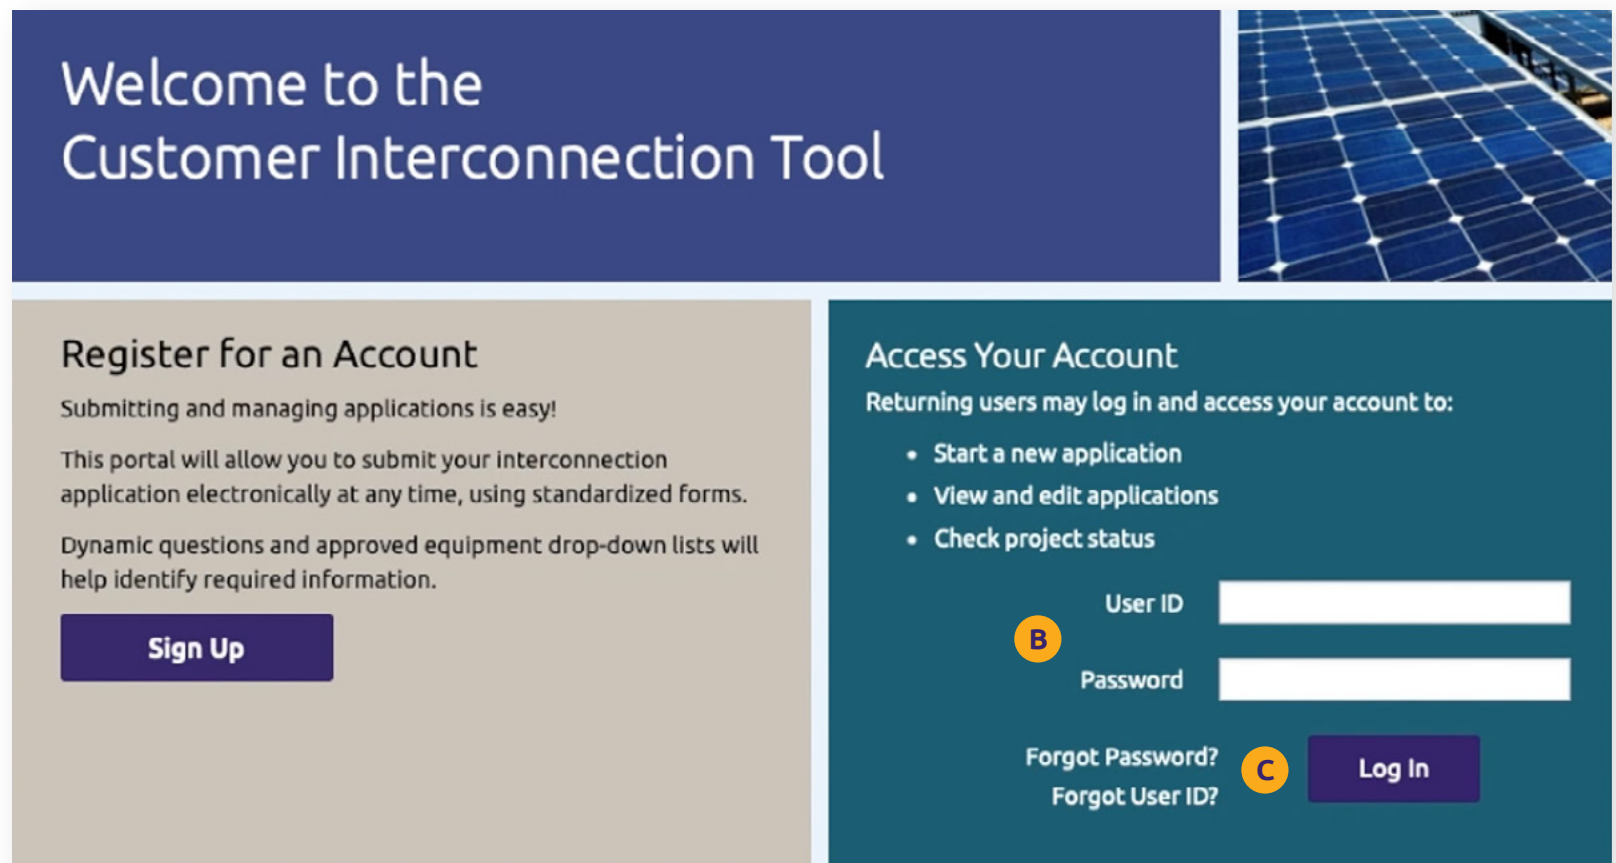 Welcome to the
Customer Interconnection Tool
Register for an Account
Submitting and managing applications is easy!
This portal will allow you to submit your interconnection
application electronically at any time, using standardized forms.
Dynamic questions and approved equipment drop-down lists will
help identify required information.
Sign Up
Access Your Account
Returning users may log in and access your account to:
• Start a new application
• View and edit applications
• Check project status
User ID
B
Password
Forgot Password?
Forgot User ID?
C
Log In